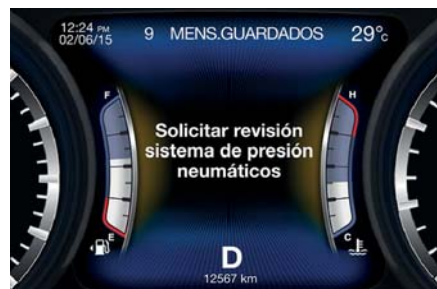 12:24 PM 9 MENS.GUARDADOS 29°c
02/06/15
F H
Solicitar revisión
sistema de presión
neumáticos
E C
D
12567 km